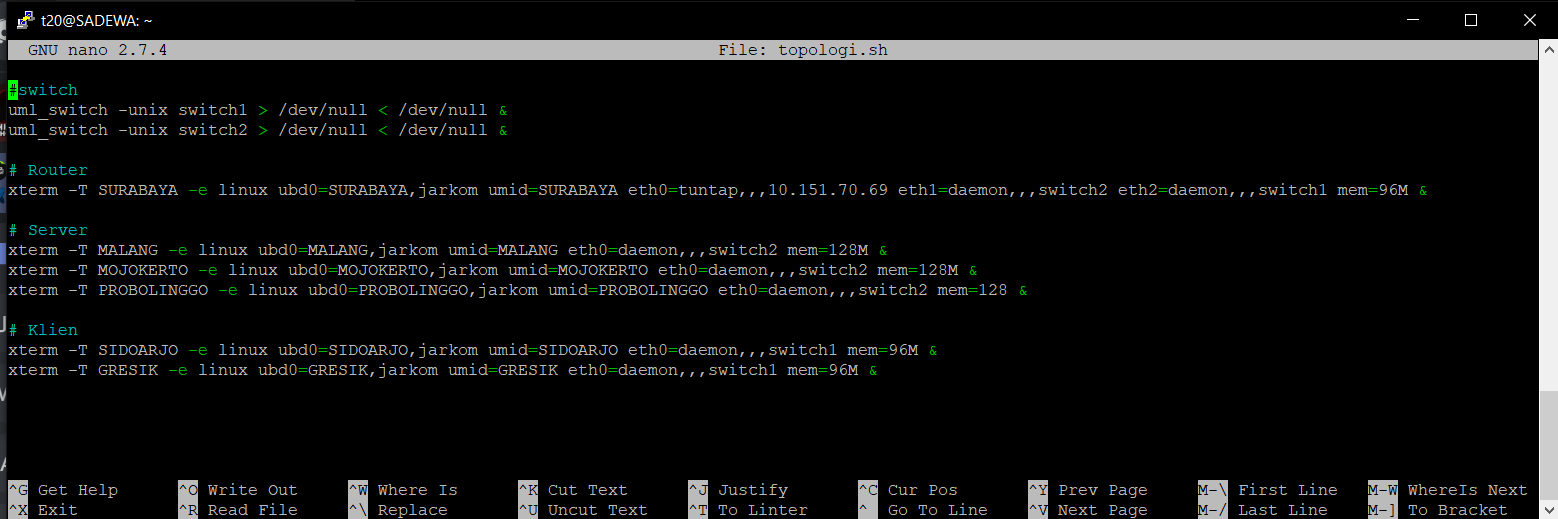 t20@SADEWA: ~
GNU nano 2.7.4 File: topologi.sh
#switch
uml_switch -unix switch1 > /dev/null < /dev/null &
uml_switch -unix switch2 > /dev/null < /dev/null &
# Router
xterm -T SURABAYA -e linux ubd0=SURABAYA,jarkom umid=SURABAYA eth0=tuntap,,,10.151.70.69 eth1=daemon,,,switch2 eth2=daemon,,,switch1 mem=96M &
# Server
xterm -T MALANG -e linux ubd0=MALANG,jarkom umid=MALANG eth0=daemon,,,switch2 mem=128M &
xterm -T MOJOKERTO -e linux ubd0=MOJOKERTO,jarkom umid=MOJOKERTO eth0=daemon,,,switch2 mem=128M &
xterm -T PROBOLINGGO -e linux ubd0=PROBOLINGGO,jarkom umid=PROBOLINGGO eth0=daemon,,,switch2 mem=128 &
# Klien
xterm -T SIDOARJO -e linux ubd0=SIDOARJO,jarkom umid=SIDOARJO eth0=daemon,,,switch1 mem=96M &
xterm -T GRESIK -e linux ubd0=GRESIK,jarkom umid=GRESIK eth0=daemon,,,switch1 mem=96M &
^G Get Help ^O Write Out ^W Where Is ^K Cut Text ^J Justify ^C Cur Pos ^Y Prev Page M-\ First Line M-W WhereIs Next
^X Exit ^R Read File ^\ Replace ^U Uncut Text ^T To Linter ^_ Go To Line ^V Next Page M-/ Last Line M-] To Bracket